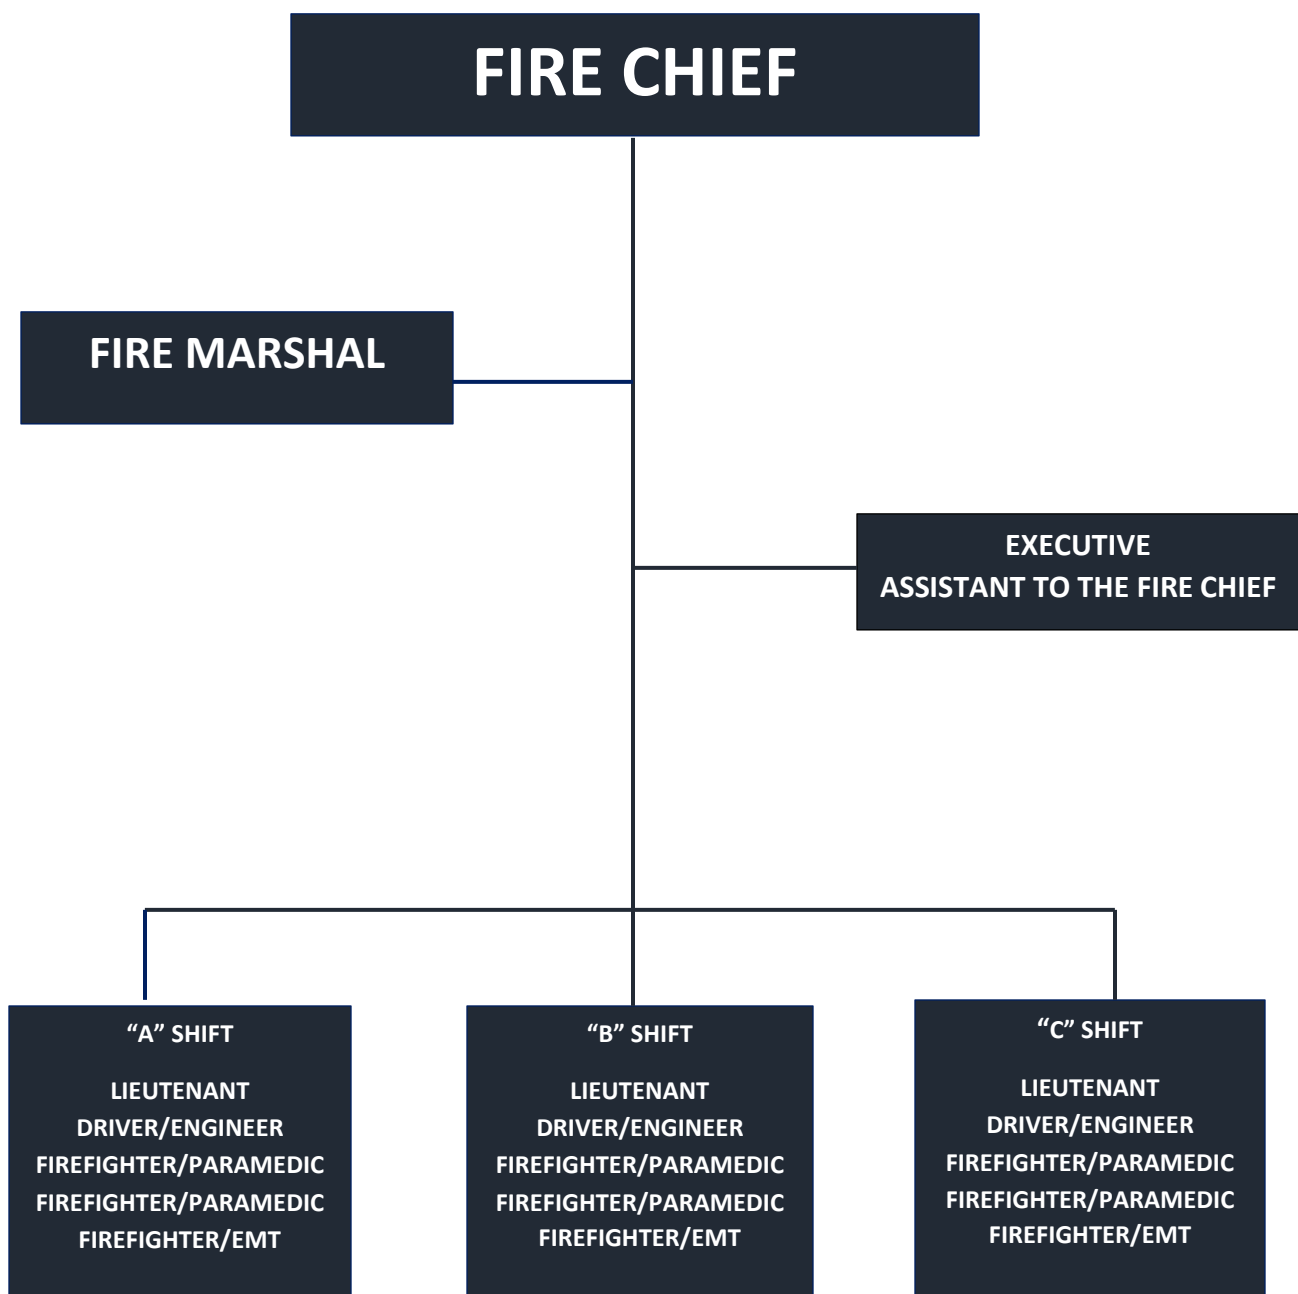 FIRE CHIEF
FIRE MARSHAL
EXECUTIVE
ASSISTANT TO THE FIRE CHIEF
“A” SHIFT
LIEUTENANT
DRIVER/ENGINEER
FIREFIGHTER/PARAMEDIC
FIREFIGHTER/PARAMEDIC
FIREFIGHTER/EMT
“B” SHIFT
LIEUTENANT
DRIVER/ENGINEER
FIREFIGHTER/PARAMEDIC
FIREFIGHTER/PARAMEDIC
FIREFIGHTER/EMT
“C” SHIFT
LIEUTENANT
DRIVER/ENGINEER
FIREFIGHTER/PARAMEDIC
FIREFIGHTER/PARAMEDIC
FIREFIGHTER/EMT